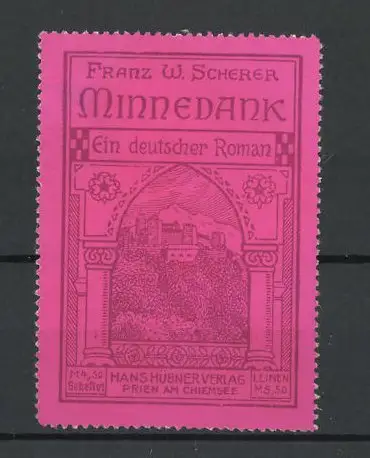 FRANZ W. SCHERER
MINNEDANK
Ein deutscher Roman
M 4,50
Geheftet
HANS HÜBNER VERLAG
PRIEN AM CHIEMSEE
I. LEINEN
M 5,50